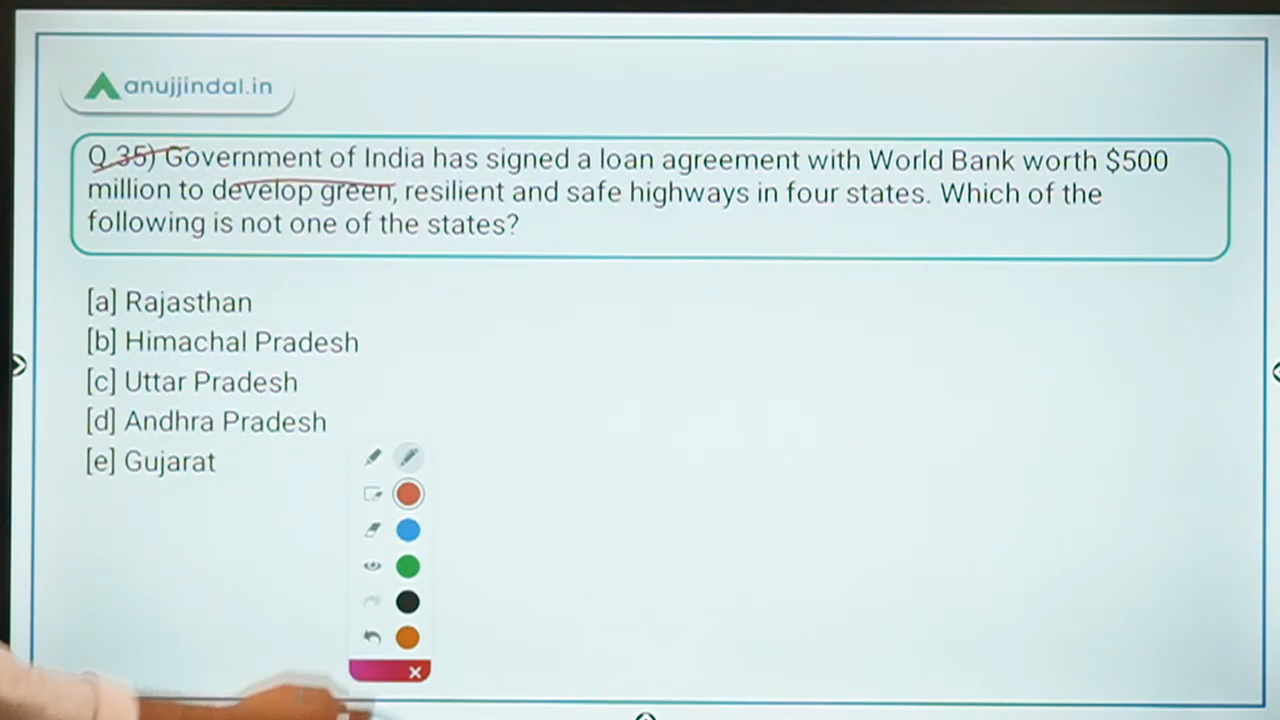 anujjindal.in
Q 35) Government of India has signed a loan agreement with World Bank worth $500
million to develop green, resilient and safe highways in four states. Which of the
following is not one of the states?
[a] Rajasthan
[b] Himachal Pradesh
[c] Uttar Pradesh
[d] Andhra Pradesh
[e] Gujarat